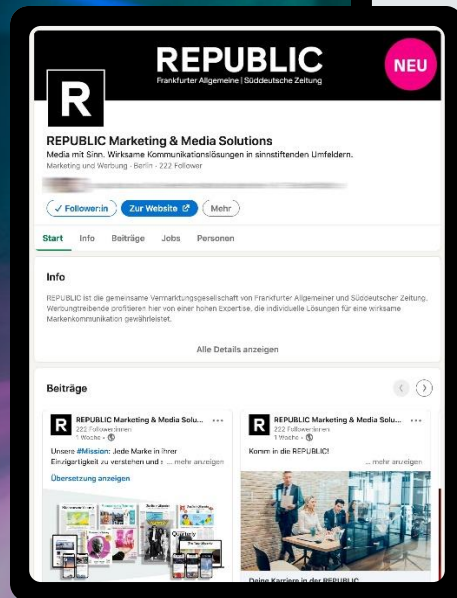 REPUBLIC
Frankfurter Allgemeine | Süddeutsche Zeitung
NEU
R
REPUBLIC Marketing & Media Solutions
Media mit Sinn. Wirksame Kommunikationslösungen in sinnstiftenden Umfeldern.
Marketing und Werbung · Berlin · 222 Follower
✓ Follower:in
Zur Website
Mehr
Start Info Beiträge Jobs Personen
Info
REPUBLIC ist die gemeinsame Vermarktungsgesellschaft von Frankfurter Allgemeiner und Süddeutscher Zeitung.
Werbungtreibende profitieren hier von einer hohen Expertise, die individuelle Lösungen für eine wirksame
Markenkommunikation gewährleistet.
Alle Details anzeigen
Beiträge
R
REPUBLIC Marketing & Media Solu... ···
222 Follower:innen
1 Woche ·
Unsere #Mission: Jede Marke in ihrer
Einzigartigkeit zu verstehen und ... mehr anzeigen
Übersetzung anzeigen
Quarterly
R
REPUBLIC Marketing & Media Solu... ···
222 Follower:innen
1 Woche ·
Komm in die REPUBLIC!
... mehr anzeigen
Deine Karriere in der REPUBLIC